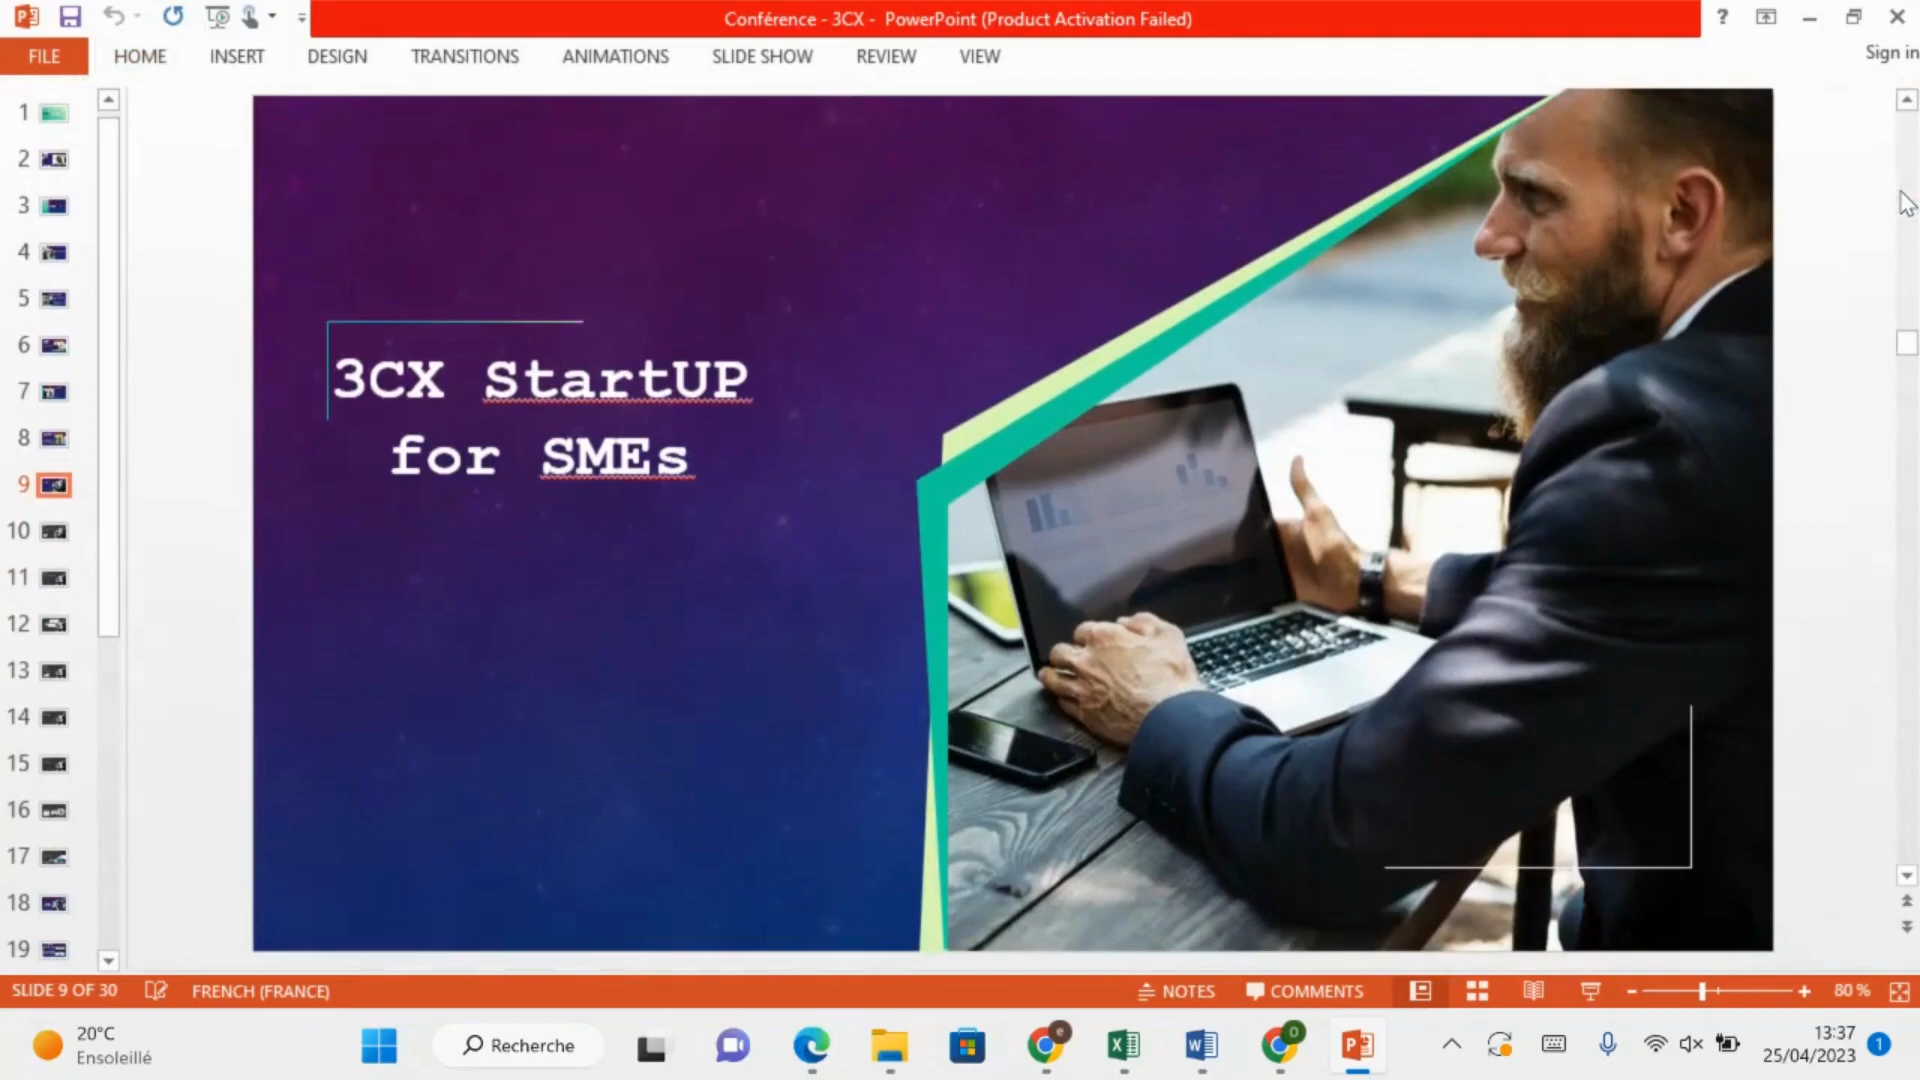 Conférence - 3CX - PowerPoint (Product Activation Failed)
FILE HOME INSERT DESIGN TRANSITIONS ANIMATIONS SLIDE SHOW REVIEW VIEW
Sign in
1
2
3
4
5
6
7
8
9
10
11
12
13
14
15
16
17
18
19
3CX StartUP
for SMEs
SLIDE 9 OF 30 FRENCH (FRANCE) NOTES COMMENTS 80 %
20°C
Ensoleillé
Recherche
13:37
25/04/2023
1